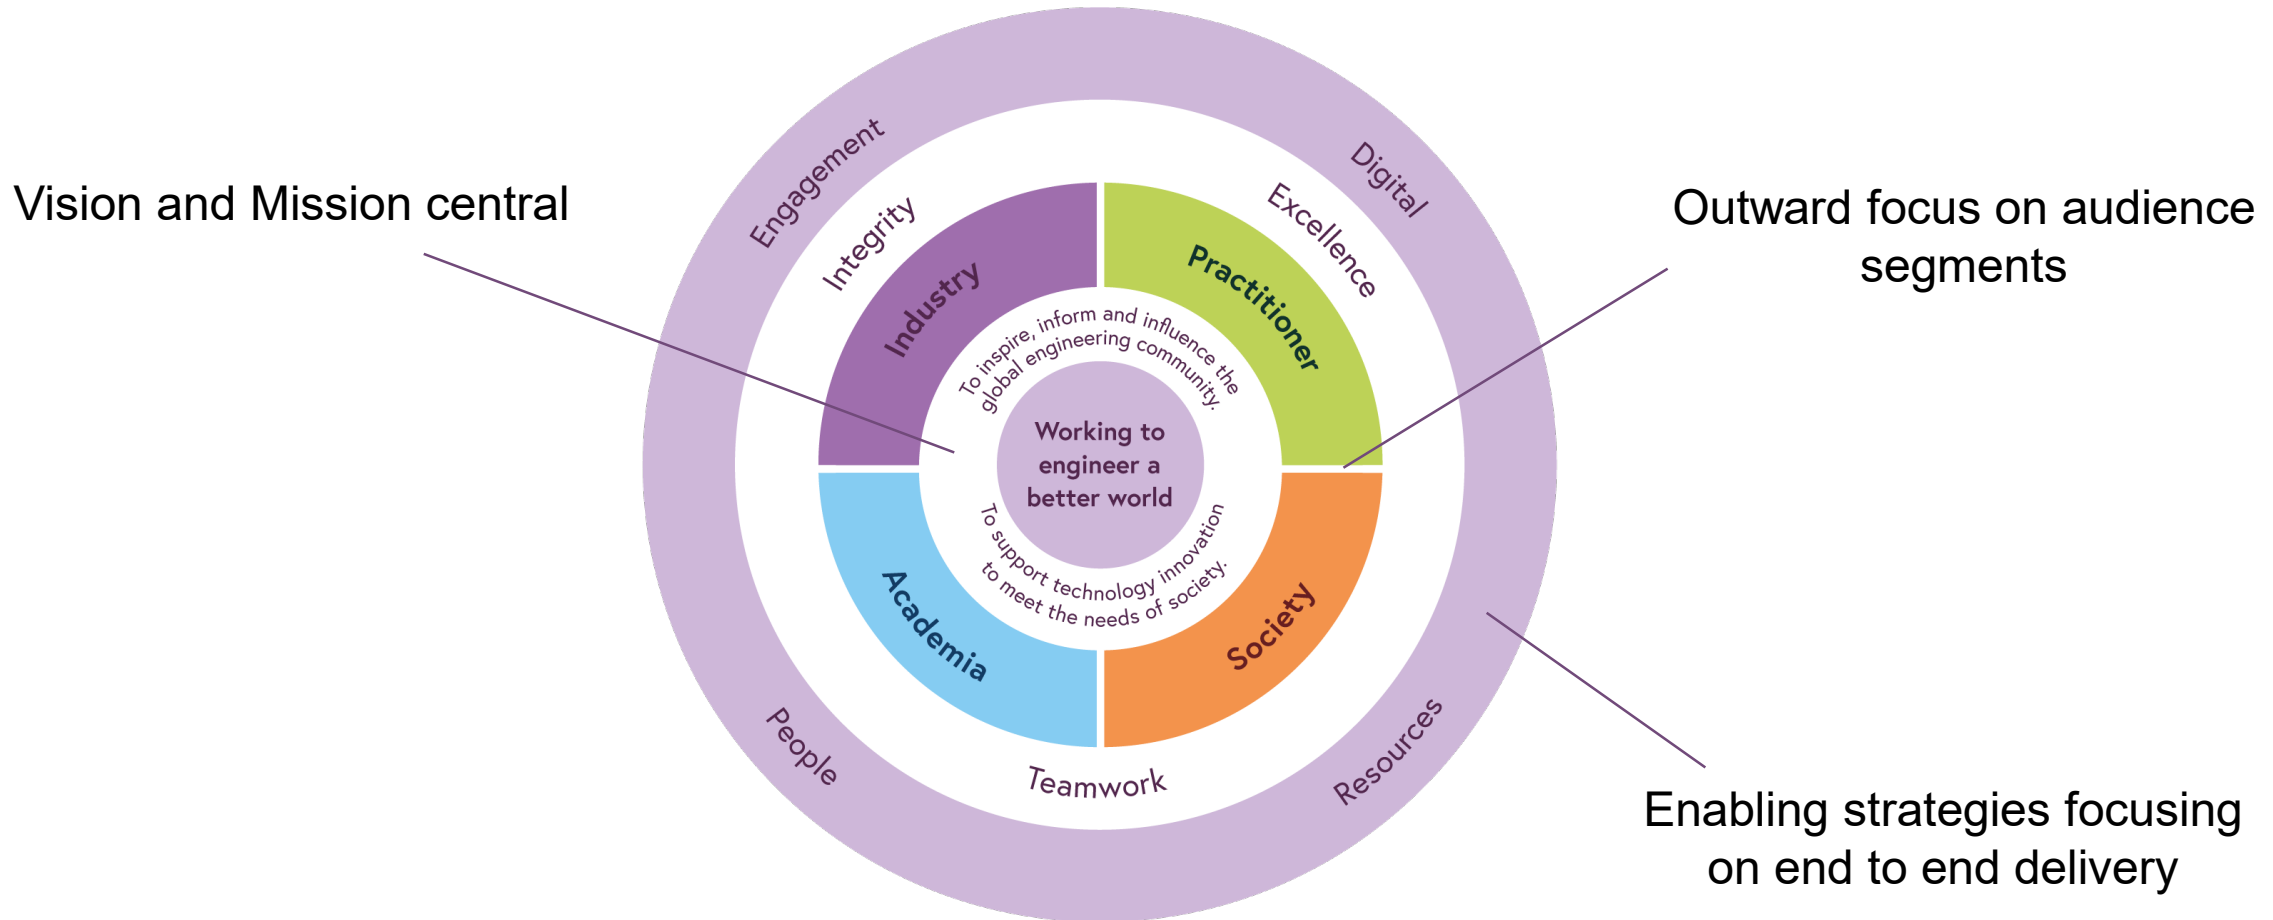 Vision and Mission central
Outward focus on audience
segments
Enabling strategies focusing
on end to end delivery
Engagement
Digital
People
Resources
Integrity
Excellence
Teamwork
Industry
Practitioner
Academia
Society
To inspire, inform and influence the
global engineering community.
Working to
engineer a
better world
To support technology innovation
to meet the needs of society.